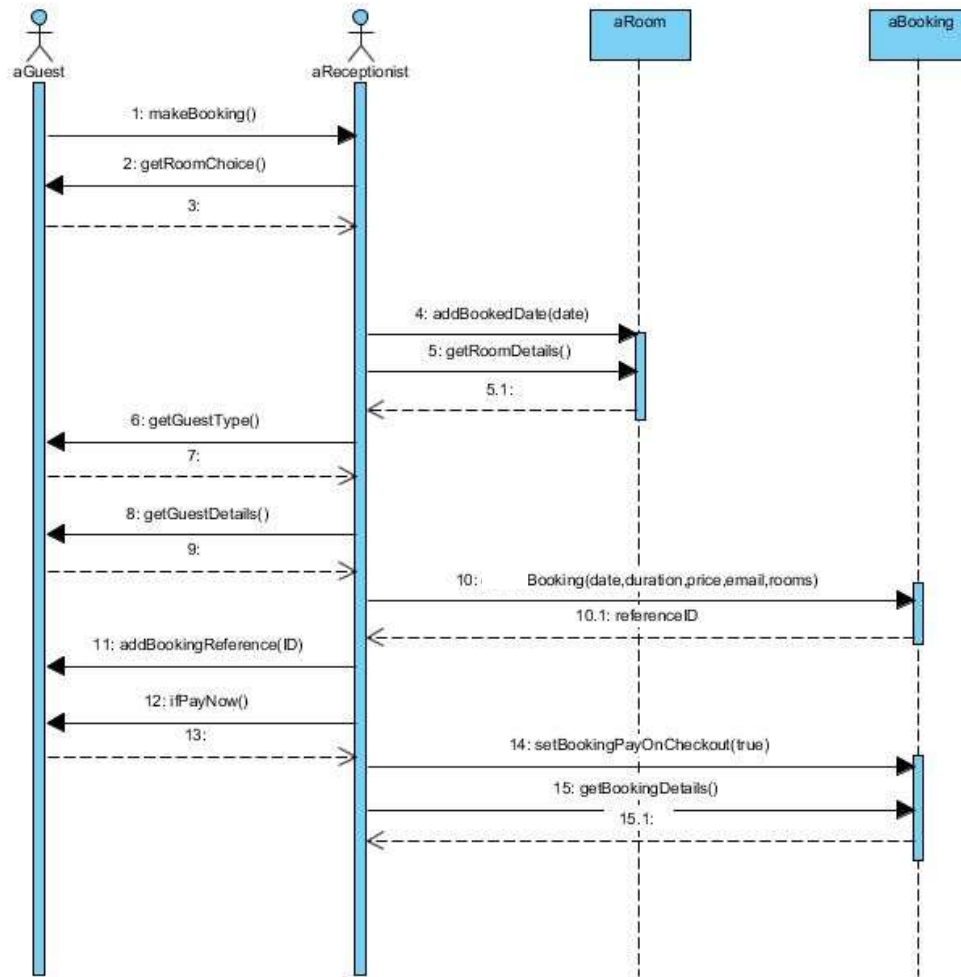 aGuest
aReceptionist
aRoom
aBooking
1: makeBooking()
2: getRoomChoice()
3:
4: addBookedDate(date)
5: getRoomDetails()
5.1:
6: getGuestType()
7:
8: getGuestDetails()
9:
10: Booking(date,duration,price,email,rooms)
10.1: referenceID
11: addBookingReference(ID)
12: ifPayNow()
13:
14: setBookingPayOnCheckout(true)
15: getBookingDetails()
15.1: